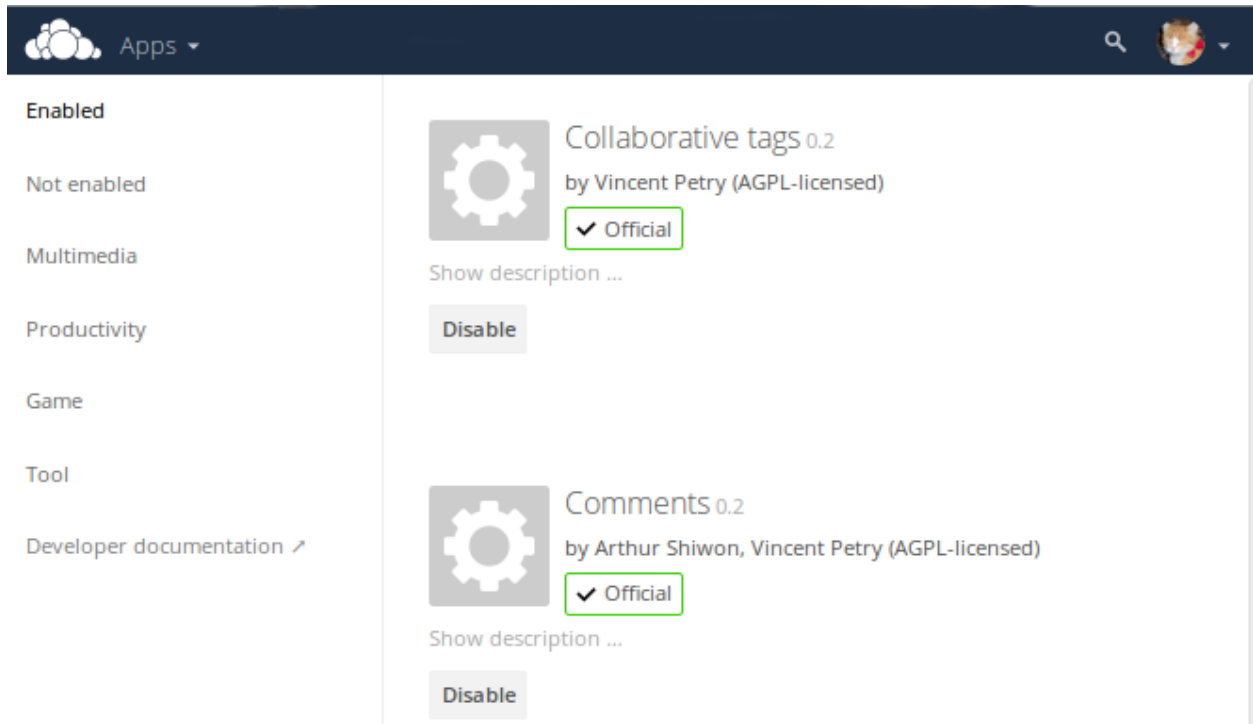 Apps
Enabled
Not enabled
Multimedia
Productivity
Game
Tool
Developer documentation ↗
Collaborative tags 0.2
by Vincent Petry (AGPL-licensed)
✔ Official
Show description ...
Disable
Comments 0.2
by Arthur Shiwon, Vincent Petry (AGPL-licensed)
✔ Official
Show description ...
Disable